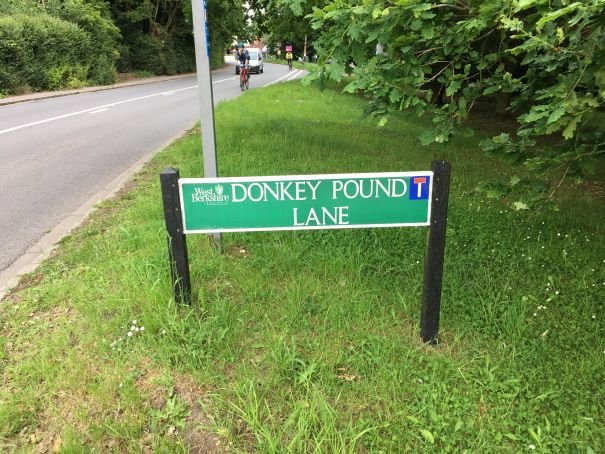 West
Berkshire
DONKEY POUND
LANE